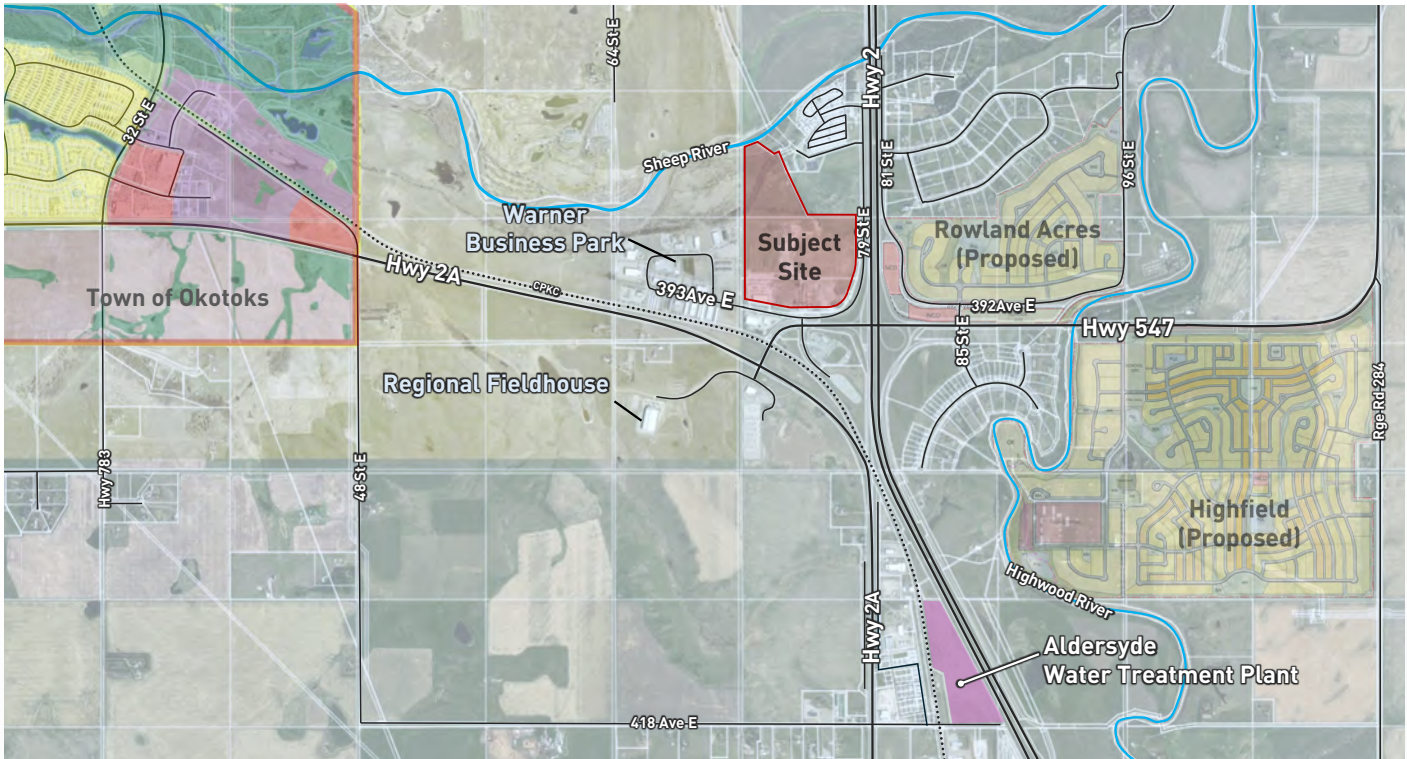 64 St E
Hwy 2
32 St E
Sheep River
81 St E
96 St E
Warner
Business Park
79 St E
Subject
Site
Rowland Acres
(Proposed)
Hwy 2A
CPKC
393Ave E
Town of Okotoks
392Ave E
Hwy 547
85 St E
Regional Fieldhouse
Rge-Rd-284
Hwy 783
48 St E
Highfield
(Proposed)
Highwood River
Hwy 2A
Aldersyde
Water Treatment Plant
418 Ave E